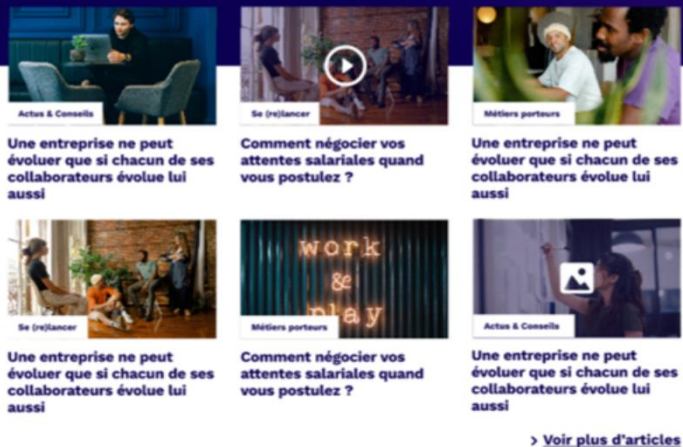 Actus & Conseils
Une entreprise ne peut
évoluer que si chacun de ses
collaborateurs évolue lui
aussi
Se (re)lancer
Comment négocier vos
attentes salariales quand
vous postulez ?
Métiers porteurs
Une entreprise ne peut
évoluer que si chacun de ses
collaborateurs évolue lui
aussi
Se (re)lancer
Une entreprise ne peut
évoluer que si chacun de ses
collaborateurs évolue lui
aussi
work
&
play
Métiers porteurs
Comment négocier vos
attentes salariales quand
vous postulez ?
Actus & Conseils
Une entreprise ne peut
évoluer que si chacun de ses
collaborateurs évolue lui
aussi
> Voir plus d'articles